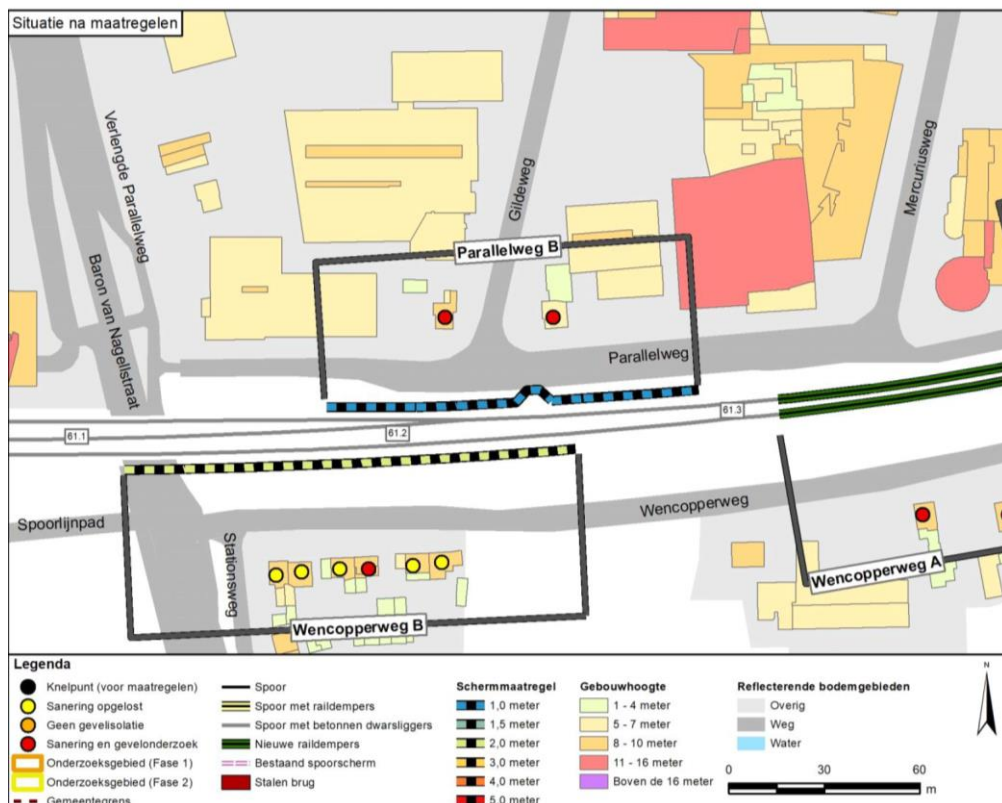 Situatie na maatregelen
Verlengde Parallelweg
Baron van Nagellstraat
Gildeweg
Mercuriusweg
Parallelweg B
Parallelweg
61.1
61.2
61.3
Spoorlijnpad
Stationsweg
Wencopperweg
Wencopperweg A
Wencopperweg B
Legenda
Knelpunt (voor maatregelen)
Sanering opgelost
Geen gevelisolatie
Sanering en gevelonderzoek
Onderzoeksgebied (Fase 1)
Onderzoeksgebied (Fase 2)
Gemeentegrens
Spoor
Spoor met raildempers
Spoor met betonnen dwarsliggers
Nieuwe raildempers
Bestaand spoorscherm
Stalen brug
Schermmaatregel
1,0 meter
1,5 meter
2,0 meter
3,0 meter
4,0 meter
5,0 meter
Gebouwhoogte
1 - 4 meter
5 - 7 meter
8 - 10 meter
11 - 16 meter
Boven de 16 meter
Reflecterende bodemgebieden
Overig
Weg
Water
N
0 30 60
m